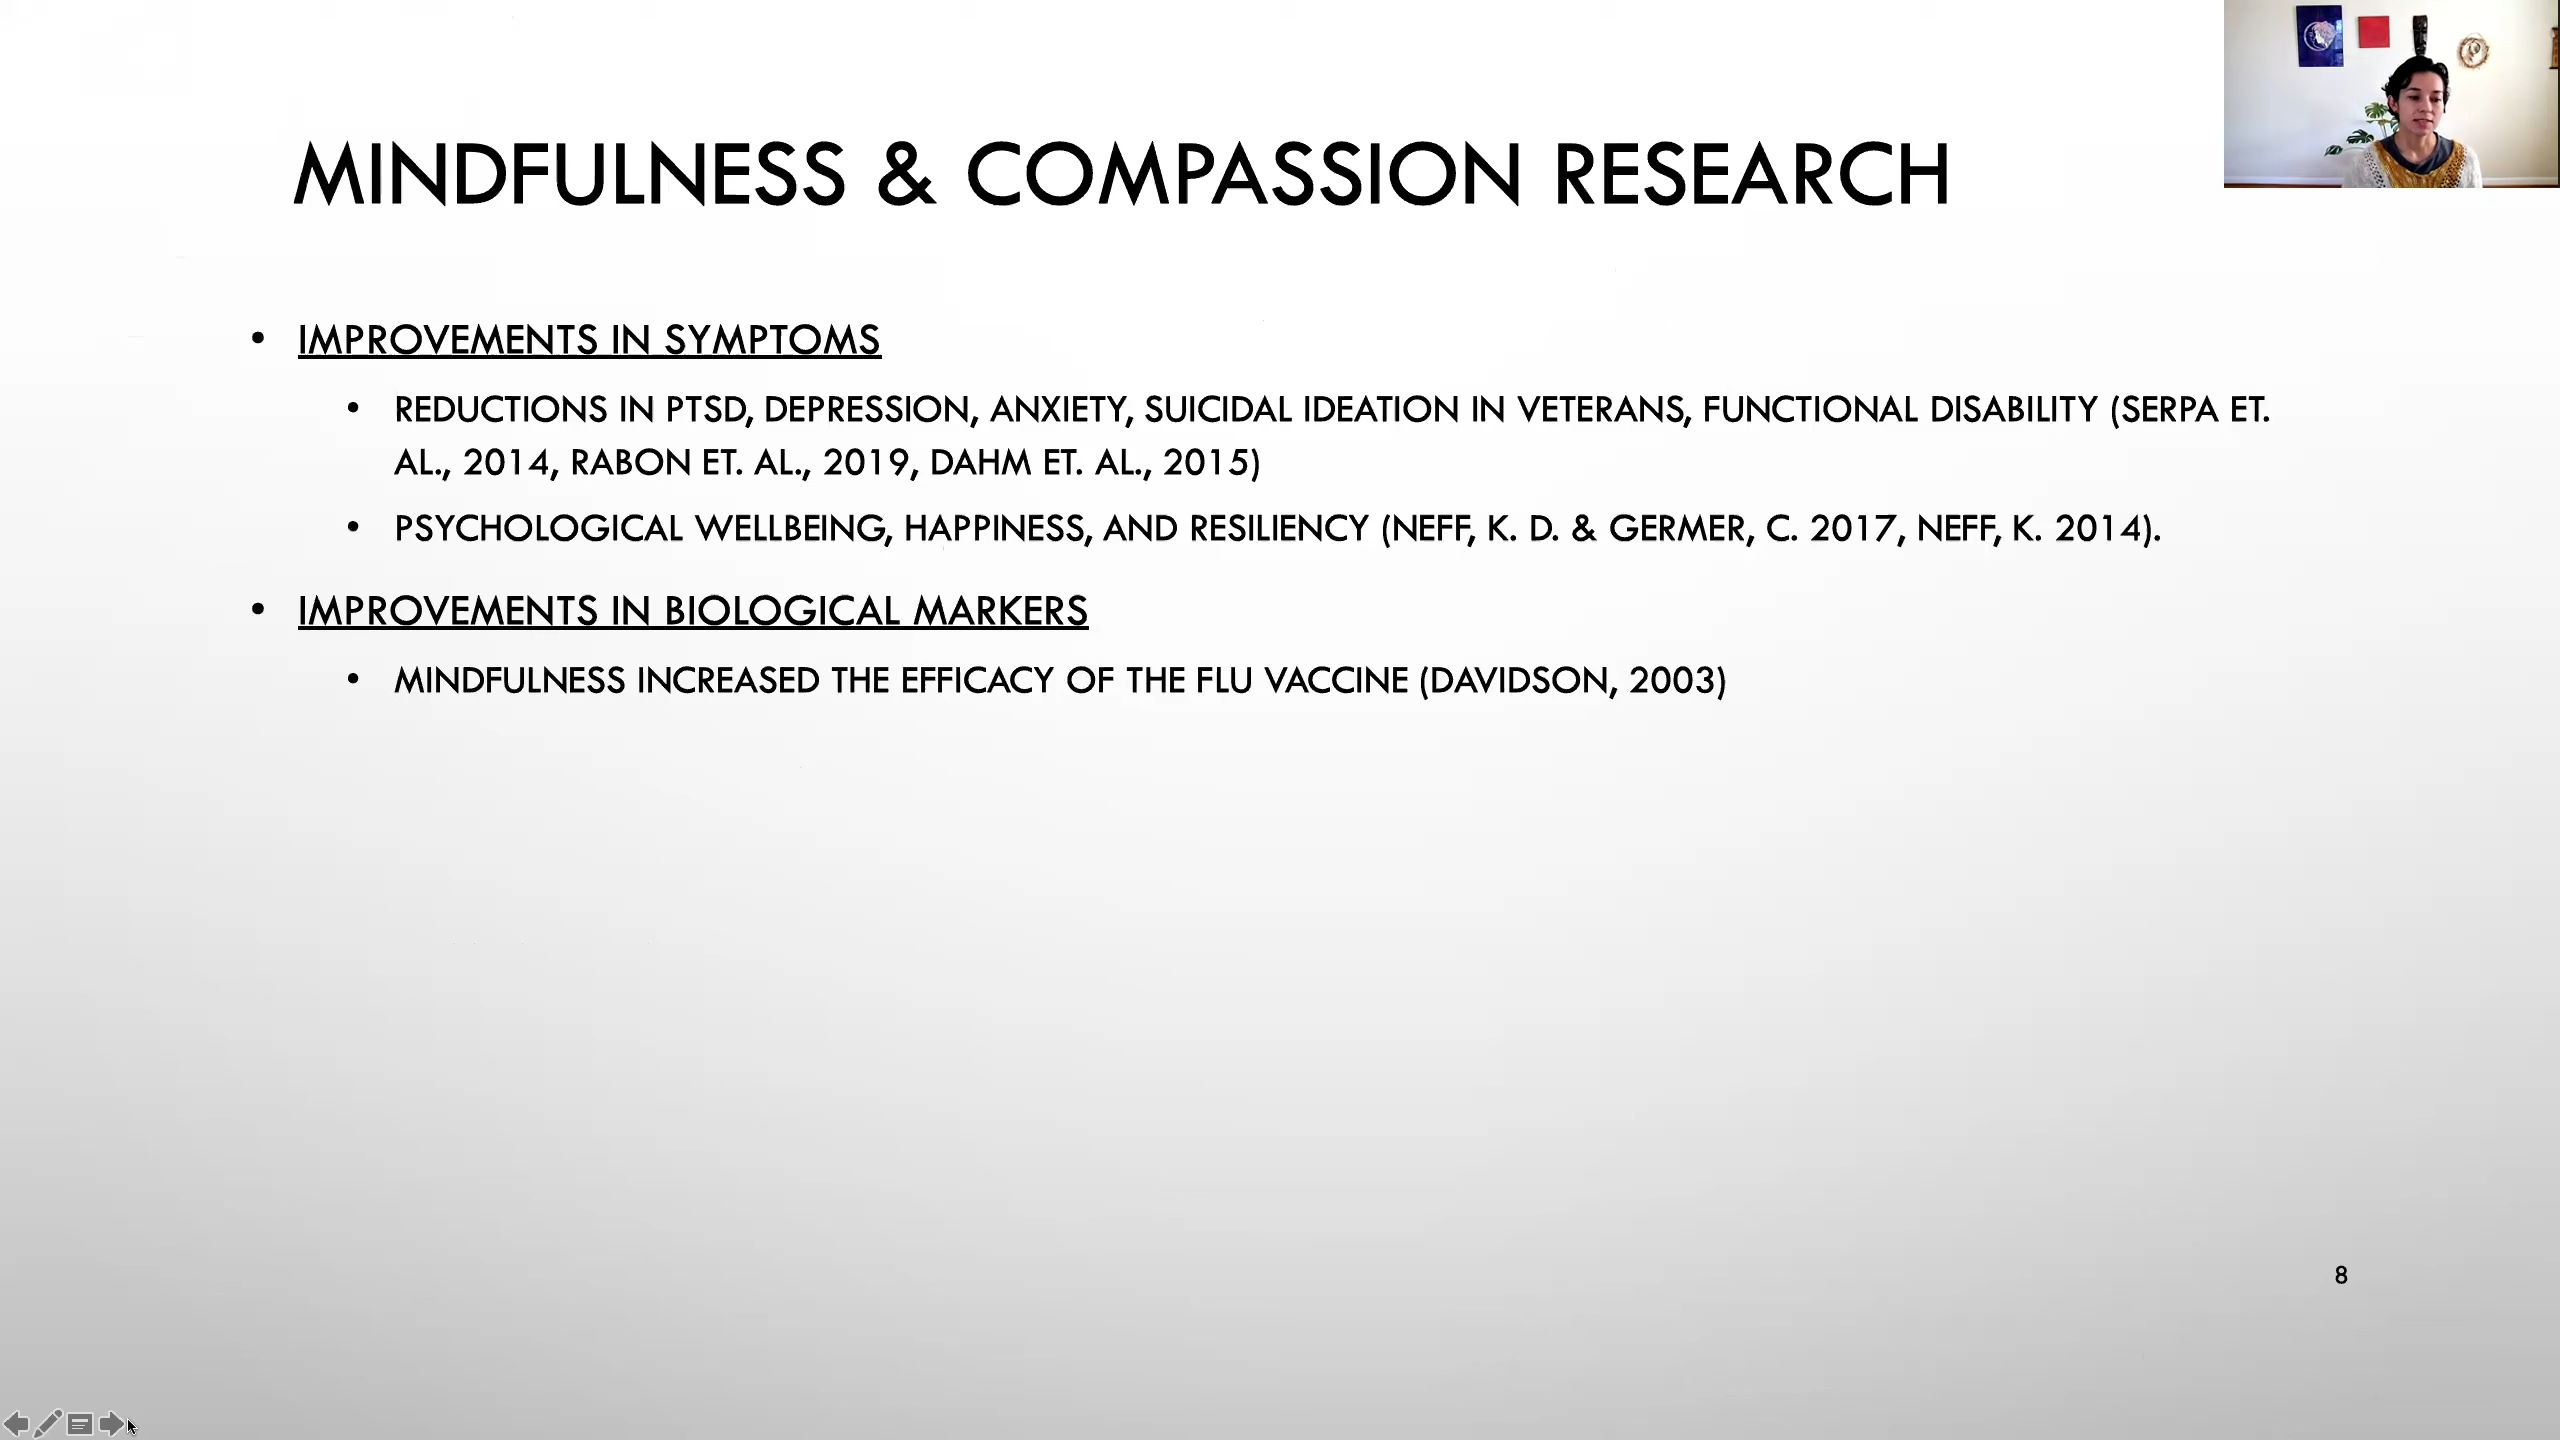 MINDFULNESS & COMPASSION RESEARCH
• IMPROVEMENTS IN SYMPTOMS
• REDUCTIONS IN PTSD, DEPRESSION, ANXIETY, SUICIDAL IDEATION IN VETERANS, FUNCTIONAL DISABILITY (SERPA ET.
AL., 2014, RABON ET. AL., 2019, DAHM ET. AL., 2015)
• PSYCHOLOGICAL WELLBEING, HAPPINESS, AND RESILIENCY (NEFF, K. D. & GERMER, C. 2017, NEFF, K. 2014).
• IMPROVEMENTS IN BIOLOGICAL MARKERS
• MINDFULNESS INCREASED THE EFFICACY OF THE FLU VACCINE (DAVIDSON, 2003)
8